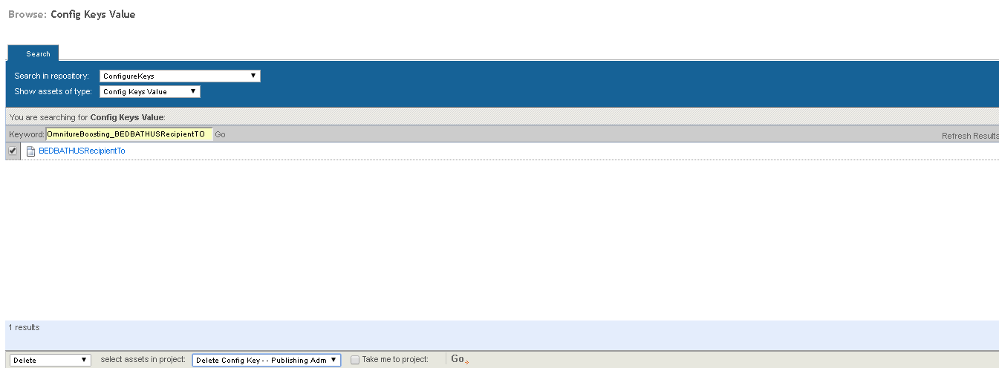 Browse: Config Keys Value
Search
Search in repository: ConfigureKeys
Show assets of type: Config Keys Value
You are searching for Config Keys Value:
Keyword: OmnitureBoosting_BEDBATHUSRecipientTO Go
Refresh Results
BEDBATHUSRecipientTo
1 results
Delete select assets in project: Delete Config Key - - Publishing Adm Take me to project: Go